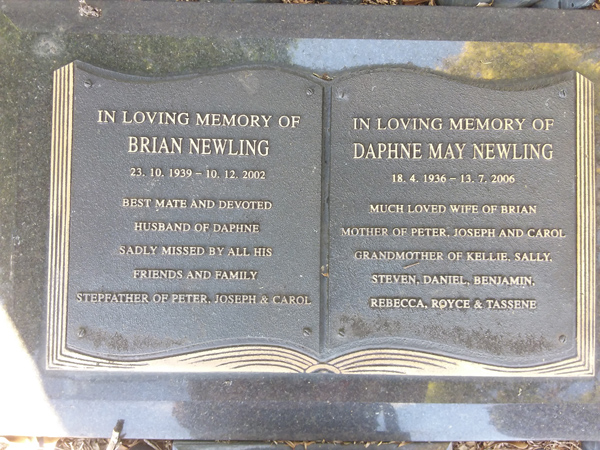 IN LOVING MEMORY OF
BRIAN NEWLING
23. 10. 1939 – 10. 12. 2002
BEST MATE AND DEVOTED
HUSBAND OF DAPHNE
SADLY MISSED BY ALL HIS
FRIENDS AND FAMILY
STEPFATHER OF PETER, JOSEPH & CAROL
IN LOVING MEMORY OF
DAPHNE MAY NEWLING
18. 4. 1936 – 13. 7. 2006
MUCH LOVED WIFE OF BRIAN
MOTHER OF PETER, JOSEPH AND CAROL
GRANDMOTHER OF KELLIE, SALLY,
STEVEN, DANIEL, BENJAMIN,
REBECCA, ROYCE & TASSENE